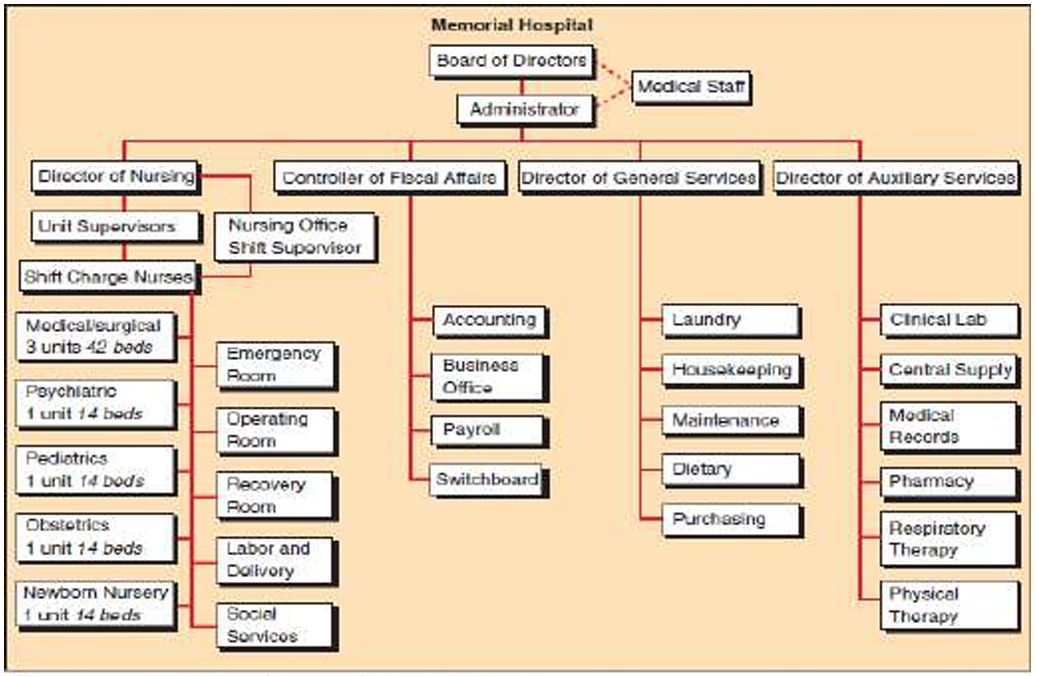 Memorial Hospital
Board of Directors
Medical Staff
Administrator
Director of Nursing
Controller of Fiscal Affairs
Director of General Services
Director of Auxiliary Services
Unit Supervisors
Nursing Office
Shift Supervisor
Shift Charge Nurses
Medical/surgical
3 units 42 beds
Psychiatric
1 unit 14 beds
Pediatrics
1 unit 14 beds
Obstetrics
1 unit 14 beds
Newborn Nursery
1 unit 14 beds
Emergency
Room
Operating
Room
Recovery
Room
Labor and
Delivery
Social
Services
Accounting
Business
Office
Payroll
Switchboard
Laundry
Housekeeping
Maintenance
Dietary
Purchasing
Clinical Lab
Central Supply
Medical
Records
Pharmacy
Respiratory
Therapy
Physical
Therapy